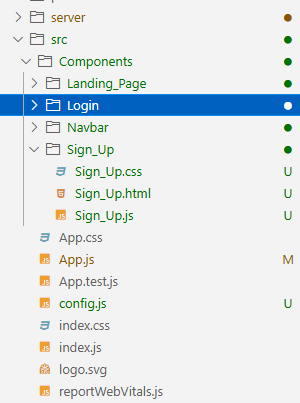 server
src
Components
Landing_Page
Login
Navbar
Sign_Up
Sign_Up.css U
Sign_Up.html U
Sign_Up.js U
App.css
App.js M
App.test.js
config.js U
index.css
index.js
logo.svg
reportWebVitals.js